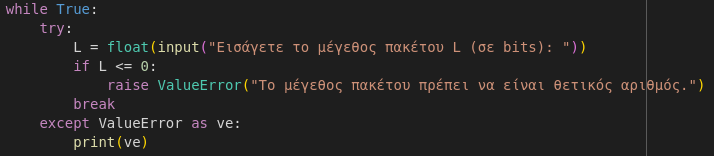 while True:
    try:
        L = float(input("Εισάγετε το μέγεθος πακέτου L (σε bits): "))
        if L <= 0:
            raise ValueError("Το μέγεθος πακέτου πρέπει να είναι θετικός αριθμός.")
        break
    except ValueError as ve:
        print(ve)